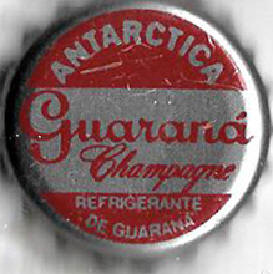 ANTARCTICA
Guaraná
Champagne
REFRIGERANTE
DE GUARANÁ